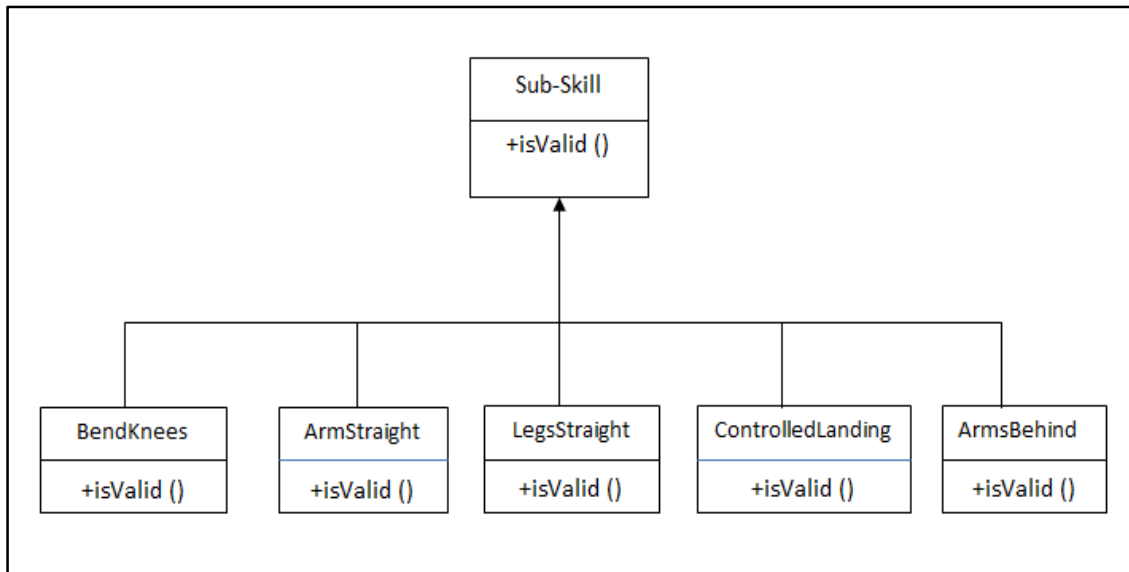 Sub-Skill
+isValid ()
BendKnees
+isValid ()
ArmStraight
+isValid ()
LegsStraight
+isValid ()
ControlledLanding
+isValid ()
ArmsBehind
+isValid ()